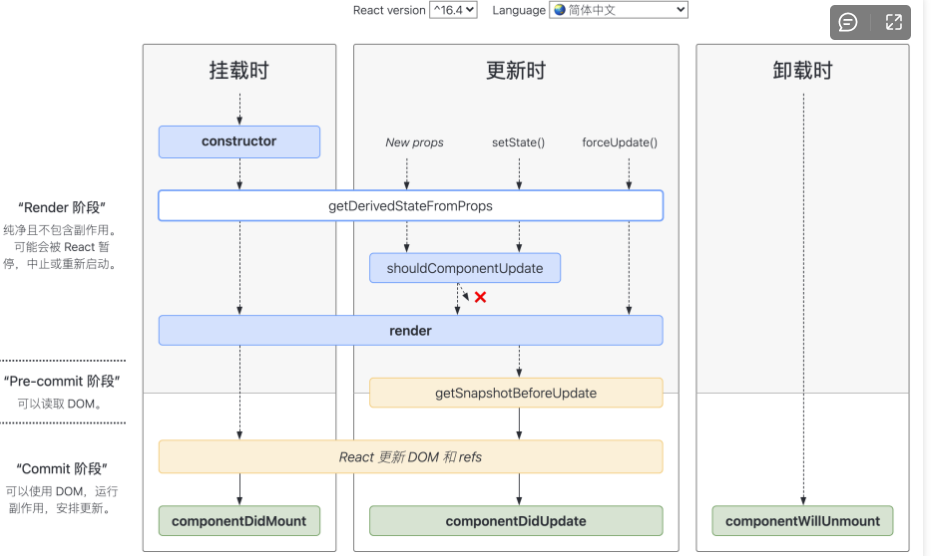 React version ^16.4 Language 简体中文
挂载时 更新时 卸载时
constructor
New props setState() forceUpdate()
“Render 阶段”
纯净且不包含副作用。
可能会被 React 暂
停，中止或重新启动。
getDerivedStateFromProps
shouldComponentUpdate
render
“Pre-commit 阶段”
可以读取 DOM。
getSnapshotBeforeUpdate
React 更新 DOM 和 refs
“Commit 阶段”
可以使用 DOM，运行
副作用，安排更新。
componentDidMount componentDidUpdate componentWillUnmount